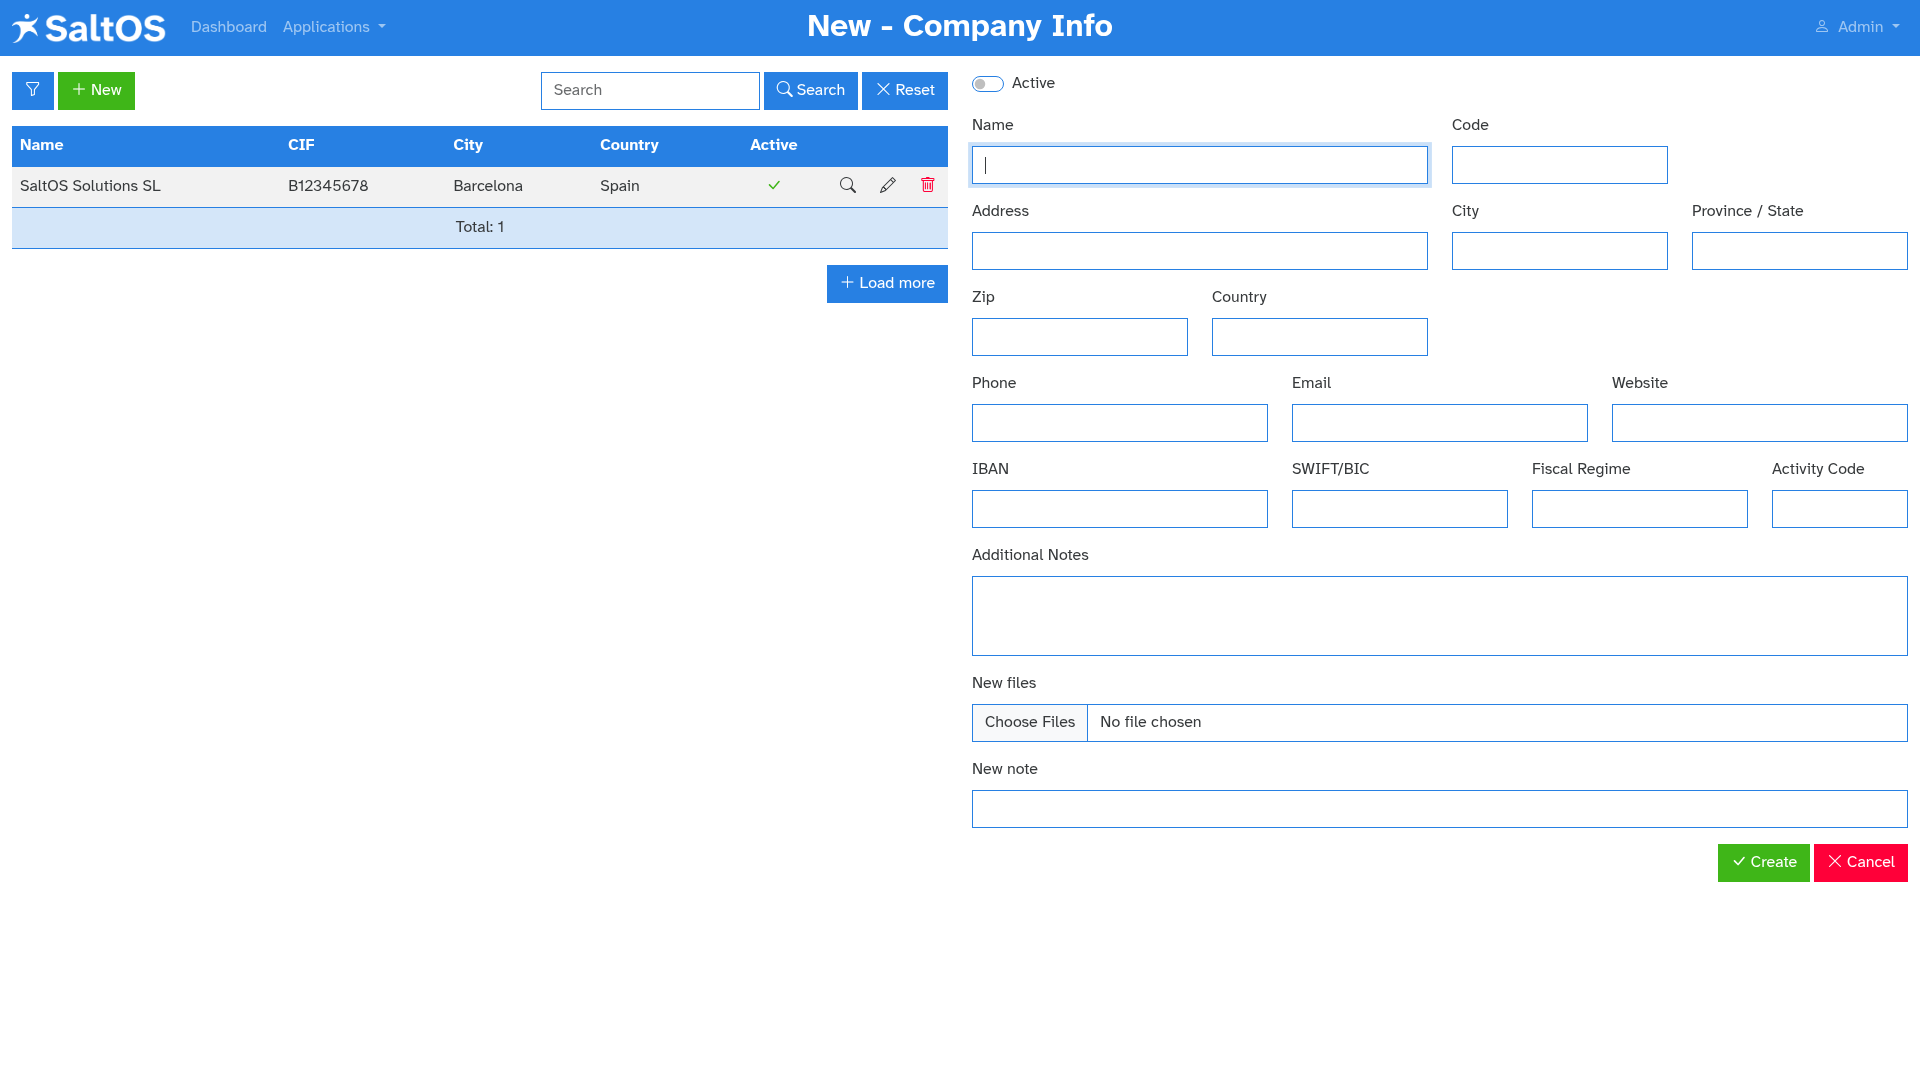 SaltOS Dashboard Applications New - Company Info Admin
New Search Search Reset
Name CIF City Country Active
SaltOS Solutions SL B12345678 Barcelona Spain
Total: 1
Load more
Active
Name Code
Address City Province / State
Zip Country
Phone Email Website
IBAN SWIFT/BIC Fiscal Regime Activity Code
Additional Notes
New files
Choose Files No file chosen
New note
Create Cancel